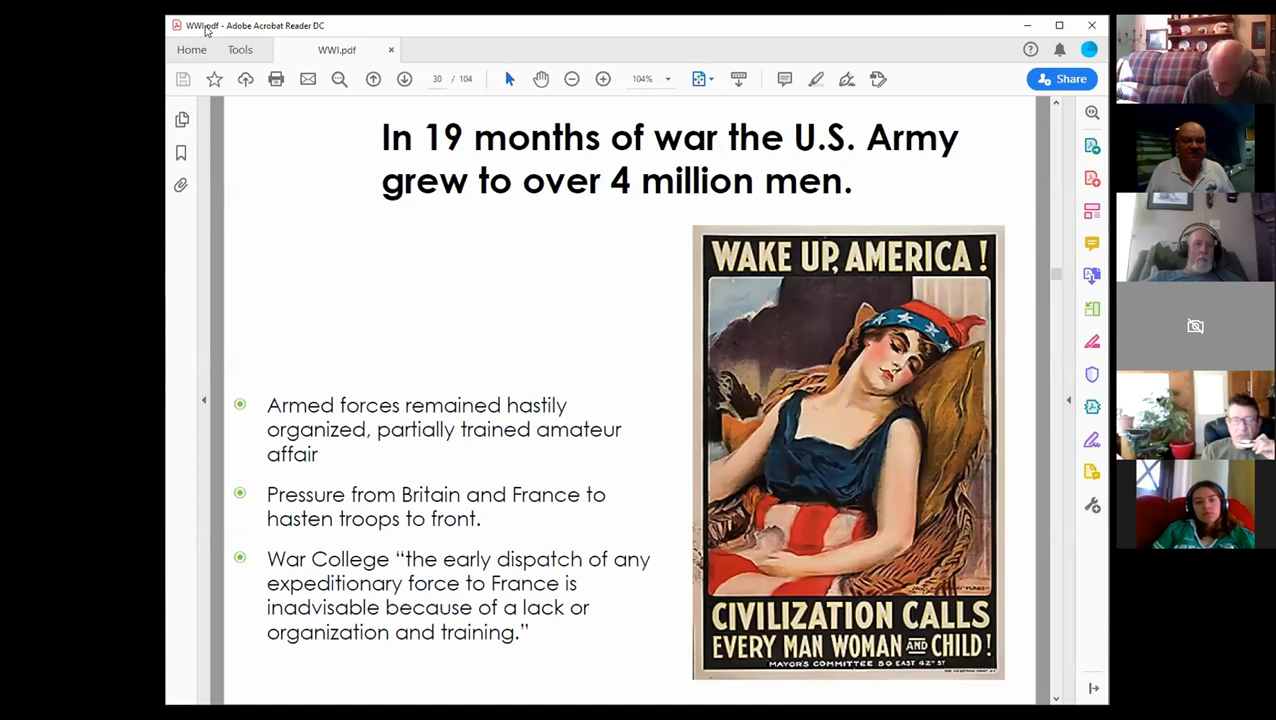 WWI.pdf - Adobe Acrobat Reader DC
Home Tools WWI.pdf
30 / 104 104% Share
In 19 months of war the U.S. Army
grew to over 4 million men.
WAKE UP, AMERICA!
Armed forces remained hastily
organized, partially trained amateur
affair
Pressure from Britain and France to
hasten troops to front.
War College “the early dispatch of any
expeditionary force to France is
inadvisable because of a lack or
organization and training.”
CIVILIZATION CALLS
EVERY MAN WOMAN AND CHILD!
MAYOR'S COMMITTEE 50 EAST 42ND ST